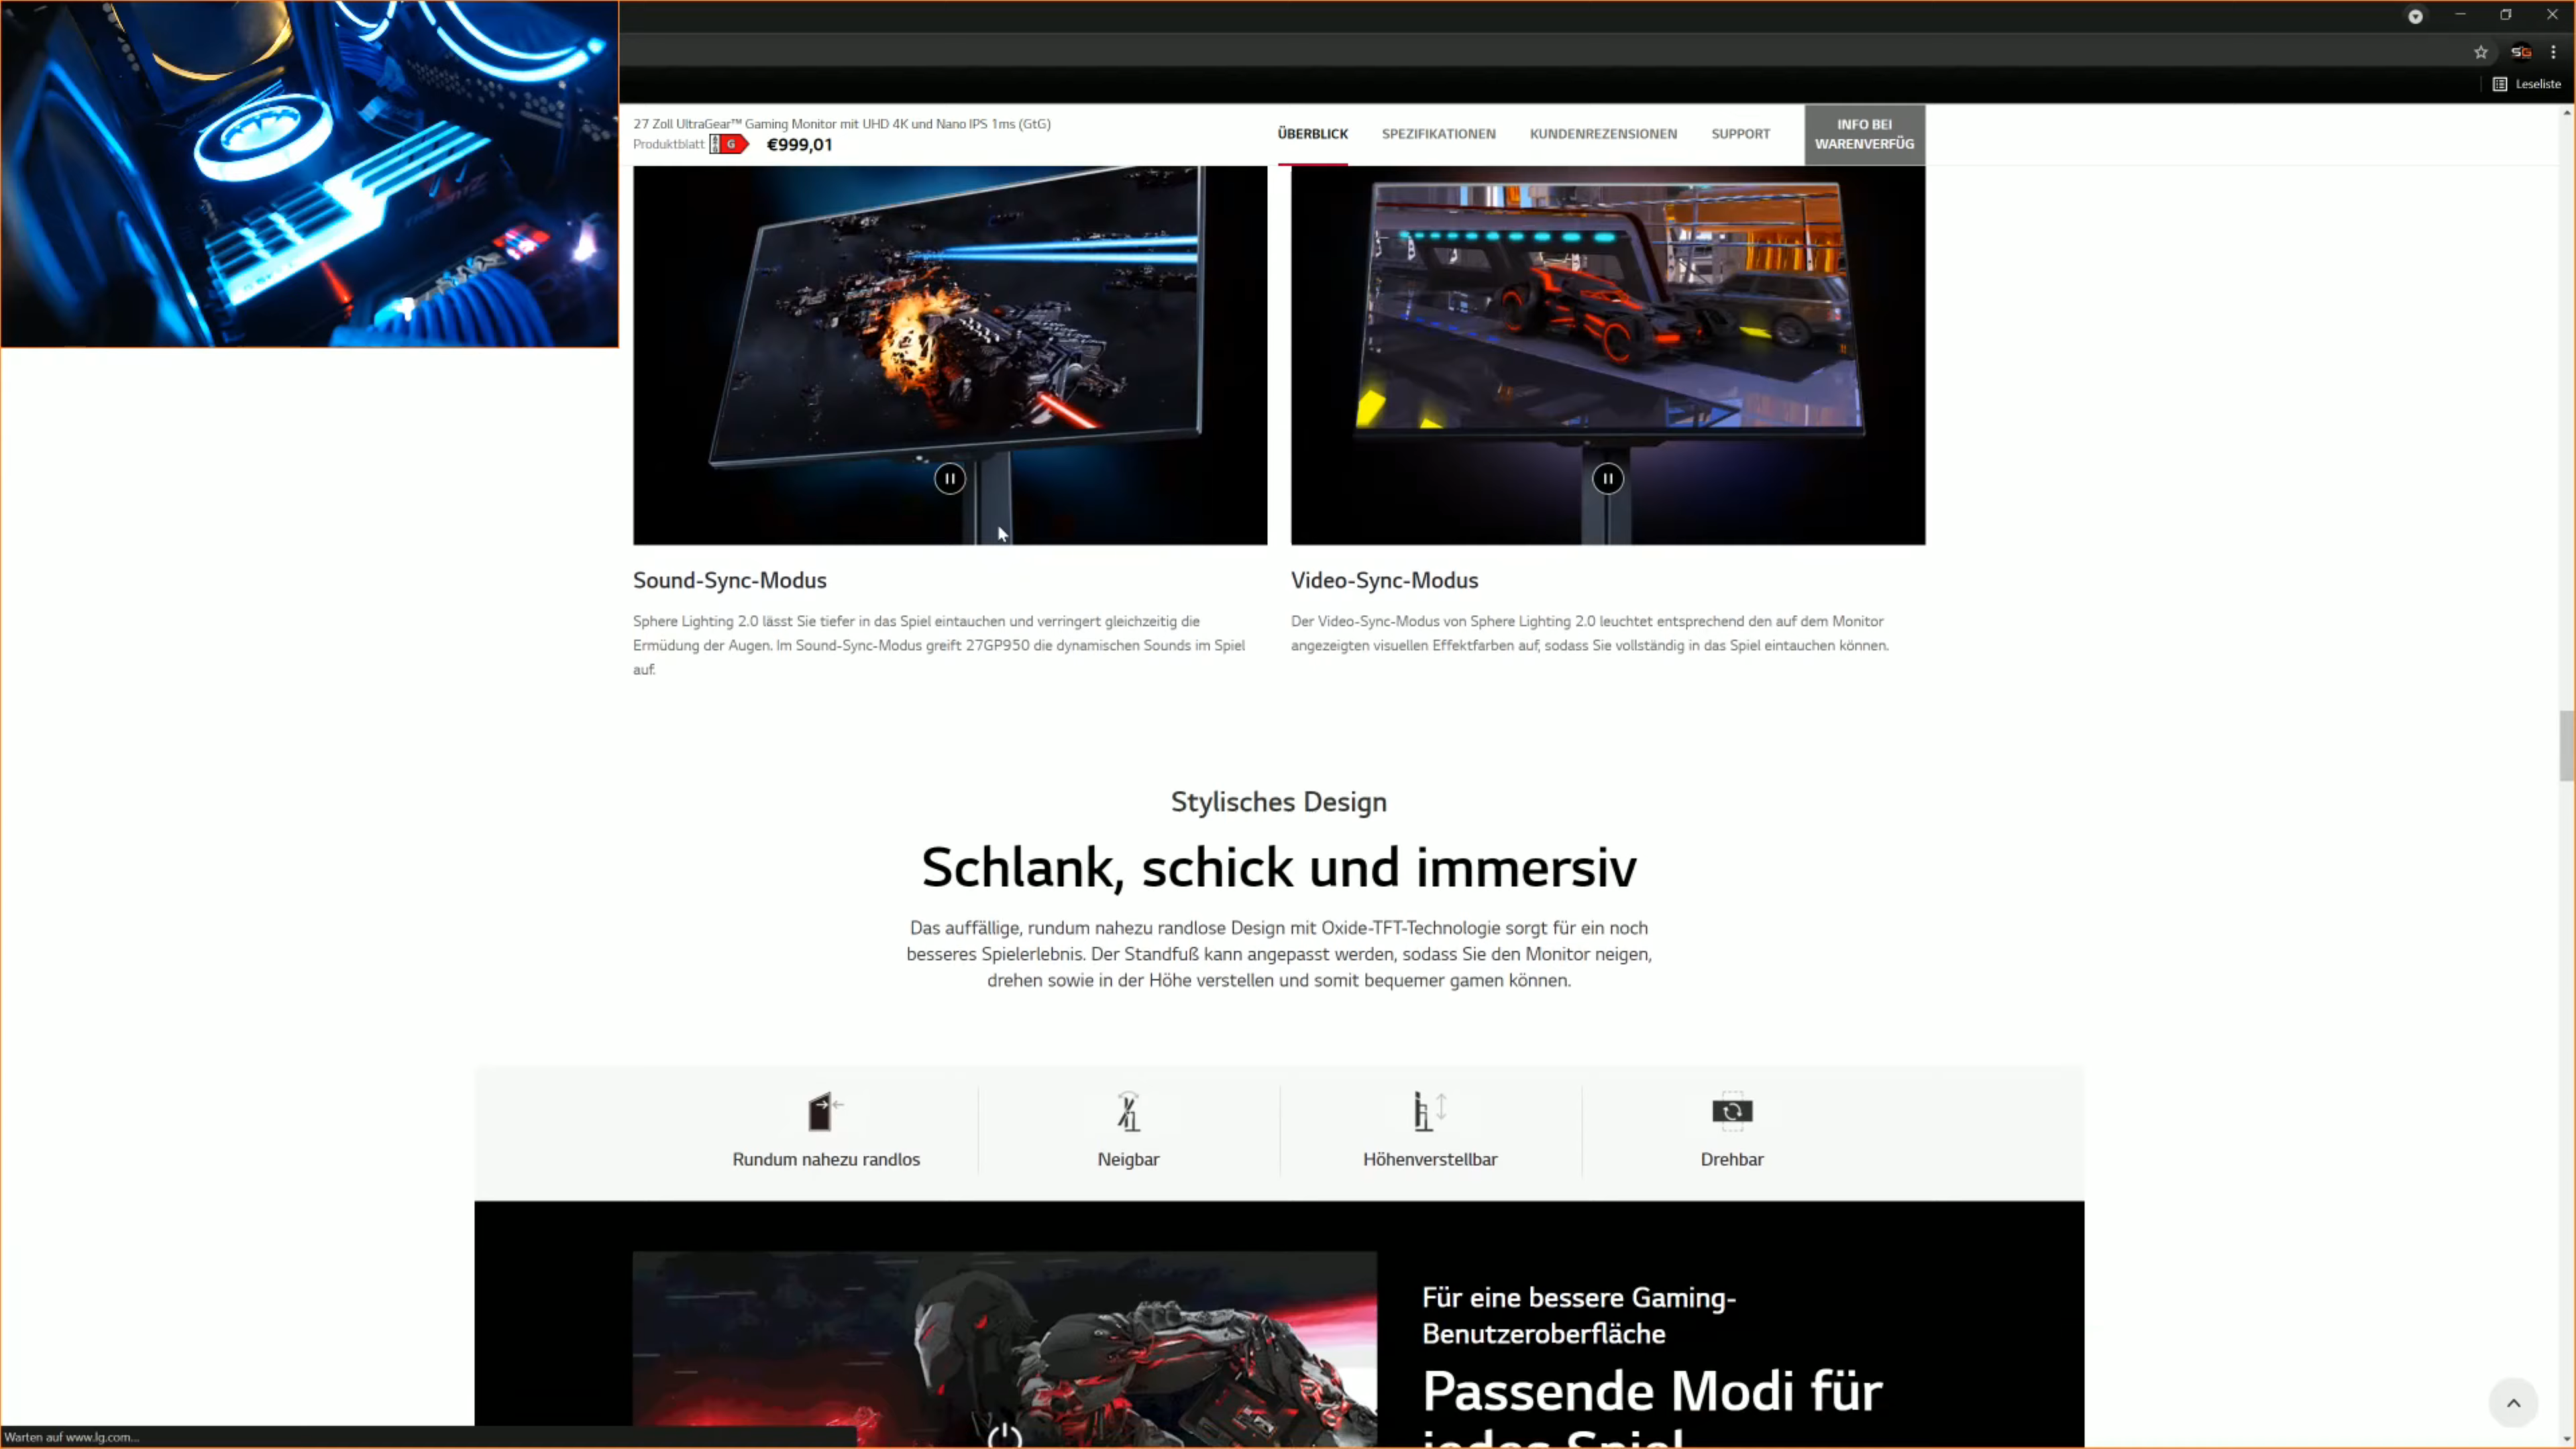 Leseliste
27 Zoll UltraGear™ Gaming Monitor mit UHD 4K und Nano IPS 1ms (GtG)
Produktblatt G €999,01
ÜBERBLICK SPEZIFIKATIONEN KUNDENREZENSIONEN SUPPORT
INFO BEI
WARENVERFÜG
Sound-Sync-Modus
Sphere Lighting 2.0 lässt Sie tiefer in das Spiel eintauchen und verringert gleichzeitig die
Ermüdung der Augen. Im Sound-Sync-Modus greift 27GP950 die dynamischen Sounds im Spiel
auf.
Video-Sync-Modus
Der Video-Sync-Modus von Sphere Lighting 2.0 leuchtet entsprechend den auf dem Monitor
angezeigten visuellen Effektfarben auf, sodass Sie vollständig in das Spiel eintauchen können.
Stylisches Design
Schlank, schick und immersiv
Das auffällige, rundum nahezu randlose Design mit Oxide-TFT-Technologie sorgt für ein noch
besseres Spielerlebnis. Der Standfuß kann angepasst werden, sodass Sie den Monitor neigen,
drehen sowie in der Höhe verstellen und somit bequemer gamen können.
Rundum nahezu randlos
Neigbar
Höhenverstellbar
Drehbar
Für eine bessere Gaming-
Benutzeroberfläche
Passende Modi für
jedes Spiel
Warten auf www.lg.com...